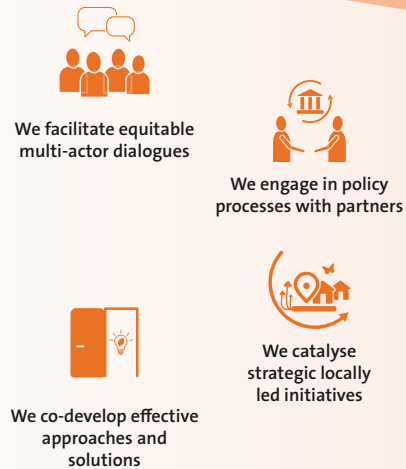 We facilitate equitable
multi-actor dialogues
We engage in policy
processes with partners
We catalyse
strategic locally
led initiatives
We co-develop effective
approaches and
solutions